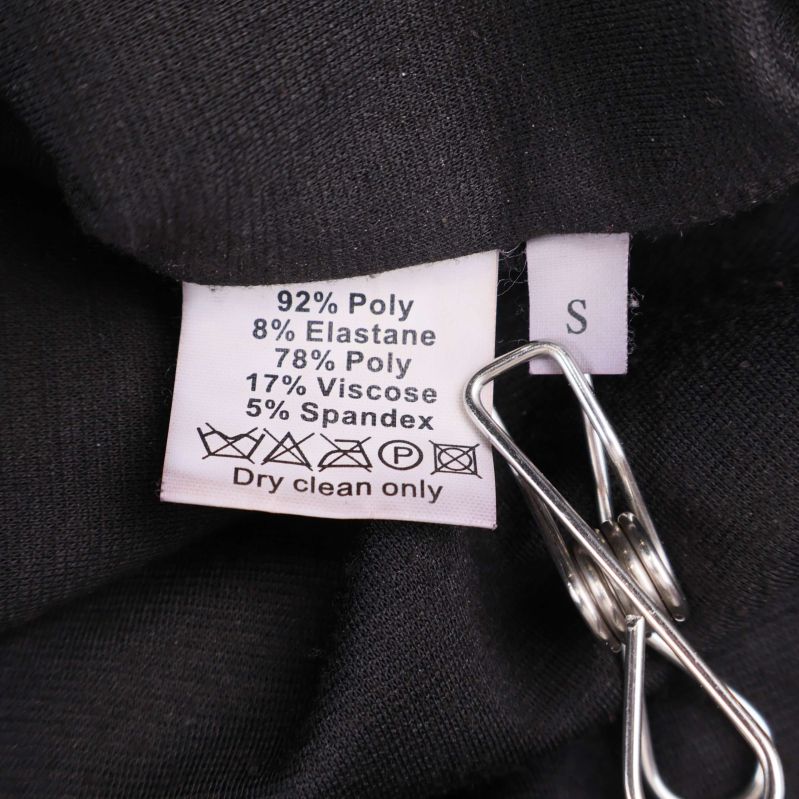 92% Poly
8% Elastane
78% Poly
17% Viscose
5% Spandex
P
Dry clean only
S